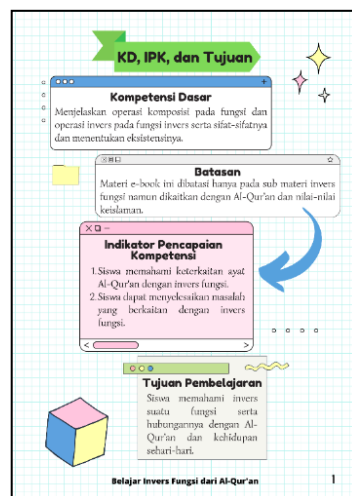 KD, IPK, dan Tujuan
Kompetensi Dasar
Menjelaskan operasi komposisi pada fungsi dan
operasi invers pada fungsi invers serta sifat-sifatnya
dan menentukan eksistensinya.
Batasan
Materi e-book ini dibatasi hanya pada sub materi invers
fungsi namun dikaitkan dengan Al-Qur'an dan nilai-nilai
keislaman.
Indikator Pencapaian
Kompetensi
1. Siswa memahami keterkaitan ayat
Al-Qur'an dengan invers fungsi.
2. Siswa dapat menyelesaikan masalah
yang berkaitan dengan invers
fungsi.
Tujuan Pembelajaran
Siswa memahami invers
suatu fungsi serta
hubungannya dengan Al-
Qur'an dan kehidupan
sehari-hari.
Belajar Invers Fungsi dari Al-Qur'an 1